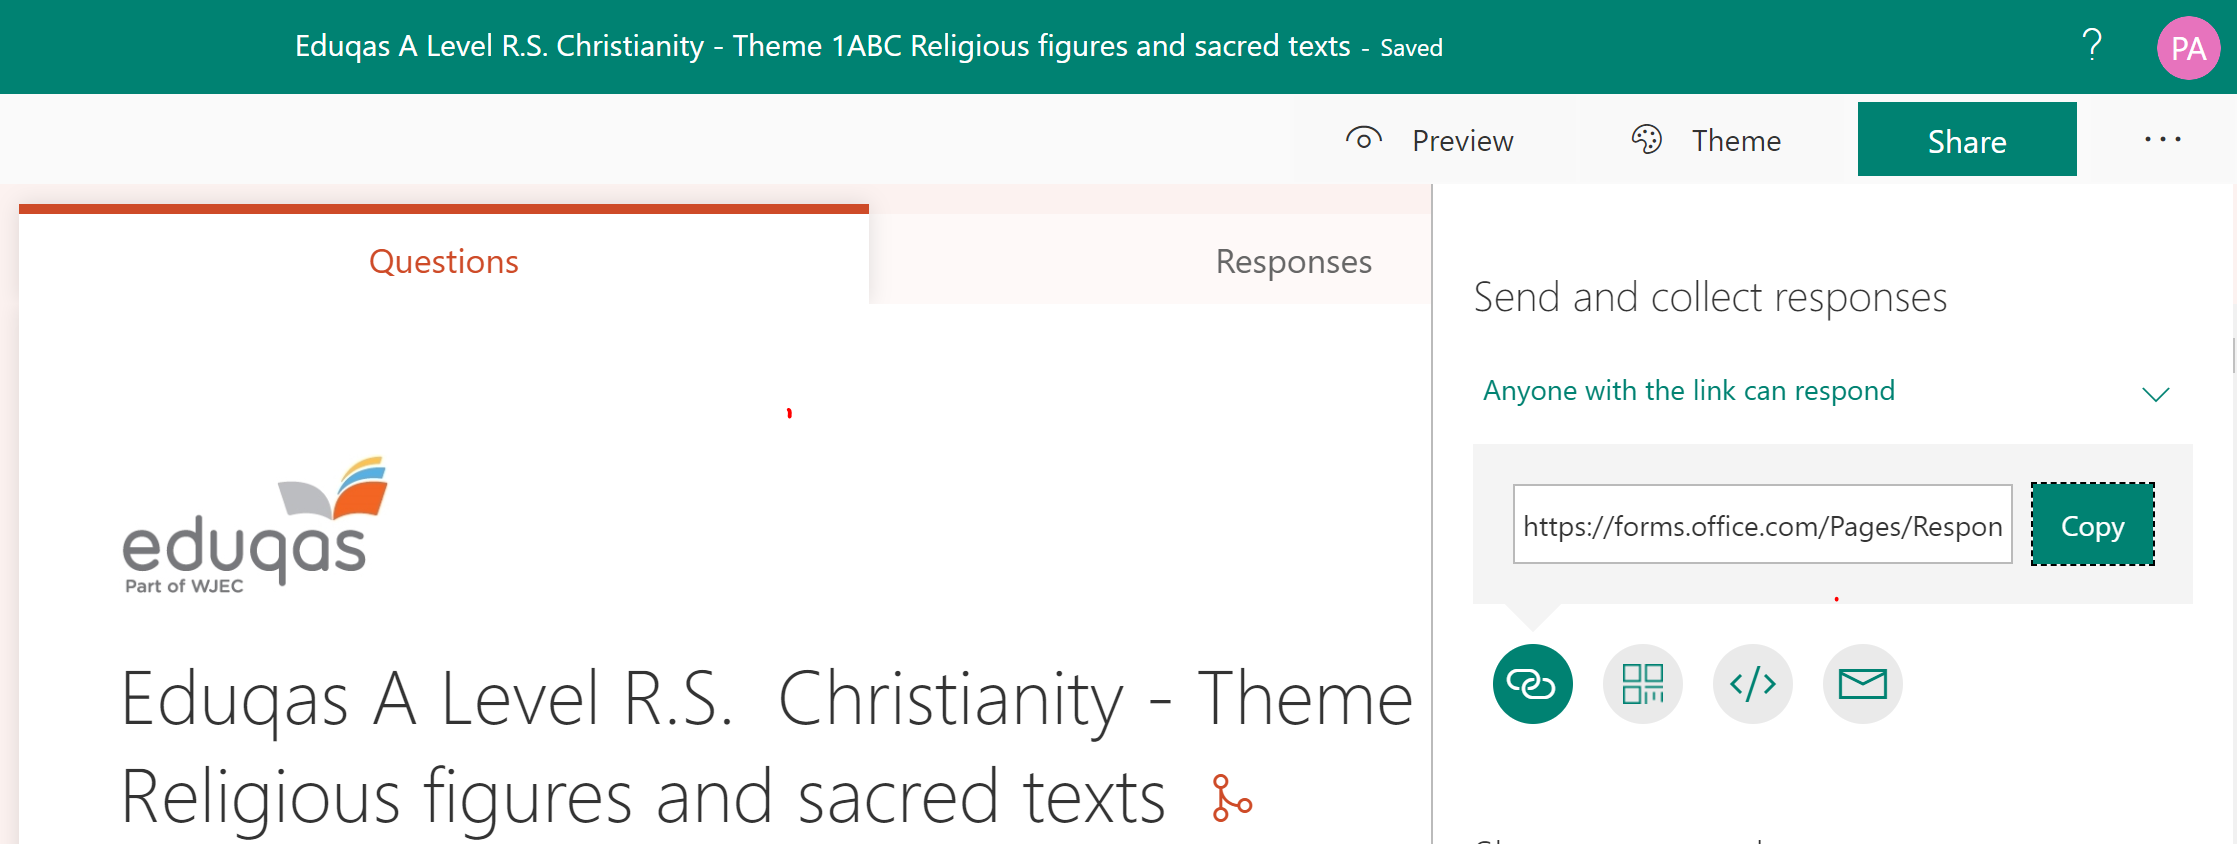 Eduqas A Level R.S. Christianity - Theme 1ABC Religious figures and sacred texts - Saved
?
PA
Preview
Theme
Share
...
Questions
Responses
Send and collect responses
Anyone with the link can respond
https://forms.office.com/Pages/Respon
Copy
eduqas
Part of WJEC
Eduqas A Level R.S.  Christianity - Theme
Religious figures and sacred texts